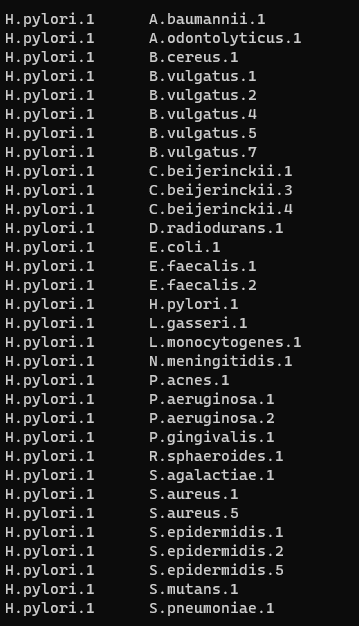 H.pylori.1 A.baumannii.1
H.pylori.1 A.odontolyticus.1
H.pylori.1 B.cereus.1
H.pylori.1 B.vulgatus.1
H.pylori.1 B.vulgatus.2
H.pylori.1 B.vulgatus.4
H.pylori.1 B.vulgatus.5
H.pylori.1 B.vulgatus.7
H.pylori.1 C.beijerinckii.1
H.pylori.1 C.beijerinckii.3
H.pylori.1 C.beijerinckii.4
H.pylori.1 D.radiodurans.1
H.pylori.1 E.coli.1
H.pylori.1 E.faecalis.1
H.pylori.1 E.faecalis.2
H.pylori.1 H.pylori.1
H.pylori.1 L.gasseri.1
H.pylori.1 L.monocytogenes.1
H.pylori.1 N.meningitidis.1
H.pylori.1 P.acnes.1
H.pylori.1 P.aeruginosa.1
H.pylori.1 P.aeruginosa.2
H.pylori.1 P.gingivalis.1
H.pylori.1 R.sphaeroides.1
H.pylori.1 S.agalactiae.1
H.pylori.1 S.aureus.1
H.pylori.1 S.aureus.5
H.pylori.1 S.epidermidis.1
H.pylori.1 S.epidermidis.2
H.pylori.1 S.epidermidis.5
H.pylori.1 S.mutans.1
H.pylori.1 S.pneumoniae.1